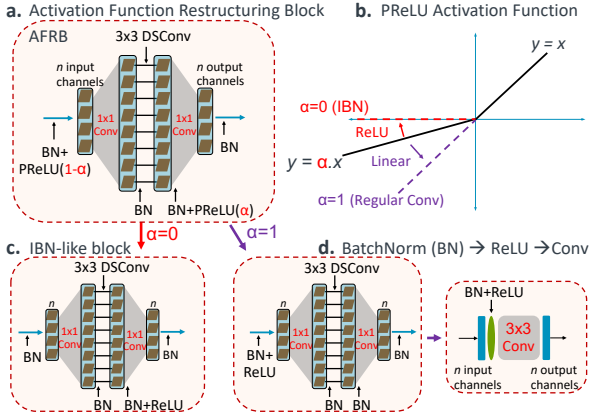 a. Activation Function Restructuring Block
AFRB
3x3 DSConv
n input
channels
n output
channels
1x1
Conv
1x1
Conv
BN+
PReLU(1-α)
BN
BN
BN+PReLU(α)
α=0
α=1
b. PReLU Activation Function
y = x
α=0 (IBN)
ReLU
y = α.x
Linear
α=1 (Regular Conv)
c. IBN-like block
3x3 DSConv
n
n
1x1
Conv
1x1
Conv
BN
BN
BN
BN+ReLU
d. BatchNorm (BN) → ReLU →Conv
3x3 DSConv
n
n
1x1
Conv
1x1
Conv
BN+
ReLU
BN
BN
BN
BN+ReLU
3x3
Conv
n input
channels
n output
channels